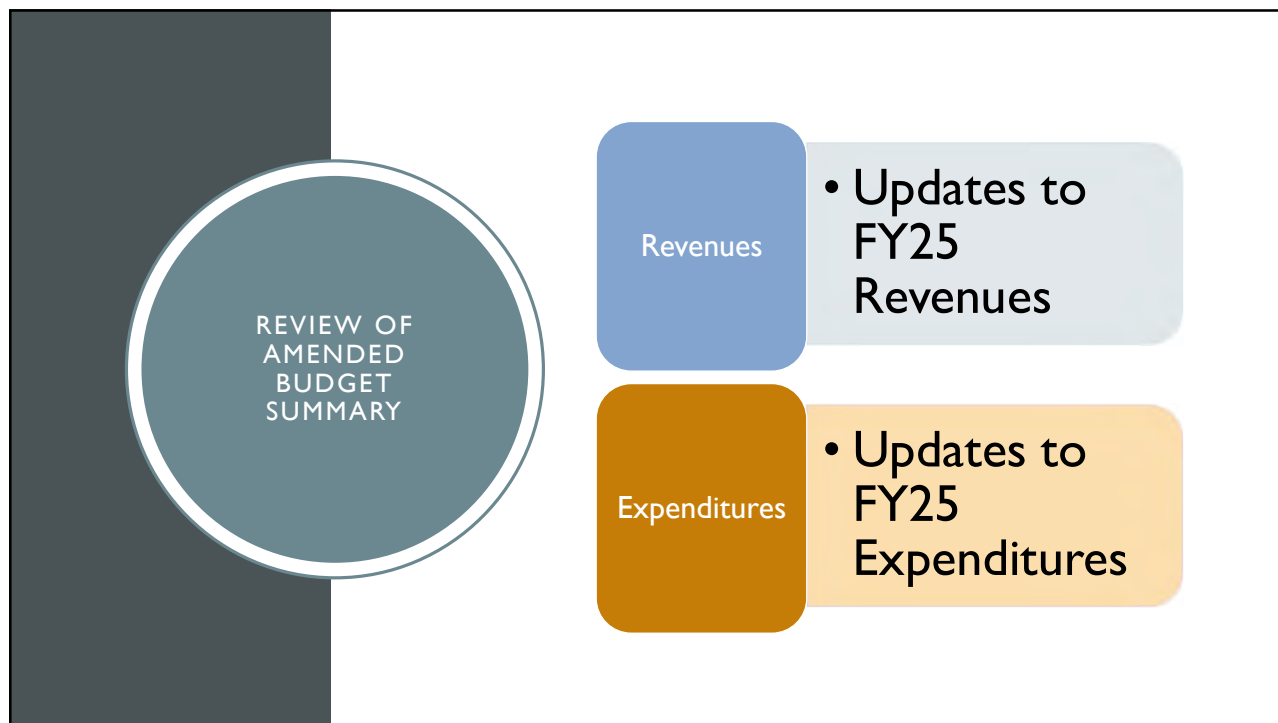 REVIEW OF
AMENDED
BUDGET
SUMMARY
Revenues
• Updates to
FY25
Revenues
Expenditures
• Updates to
FY25
Expenditures